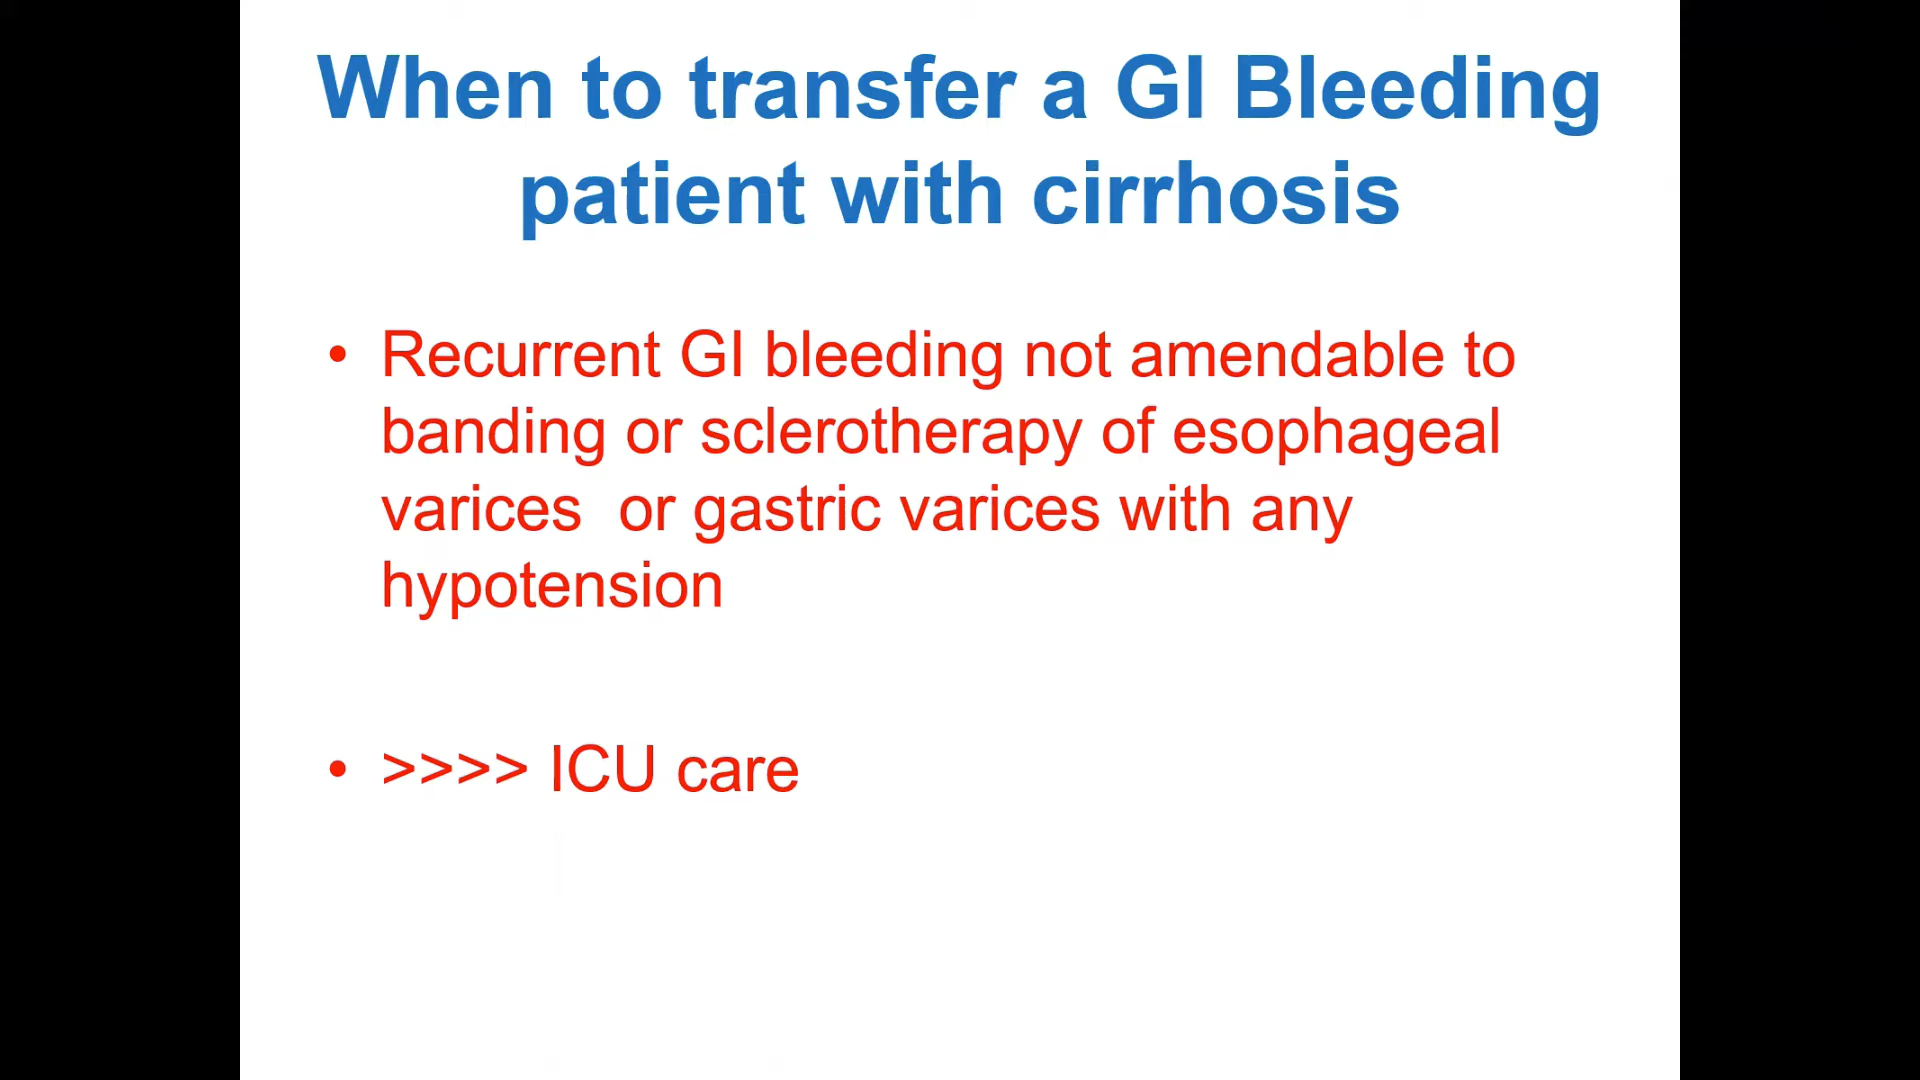 When to transfer a GI Bleeding
patient with cirrhosis
• Recurrent GI bleeding not amendable to
banding or sclerotherapy of esophageal
varices  or gastric varices with any
hypotension
• >>>> ICU care